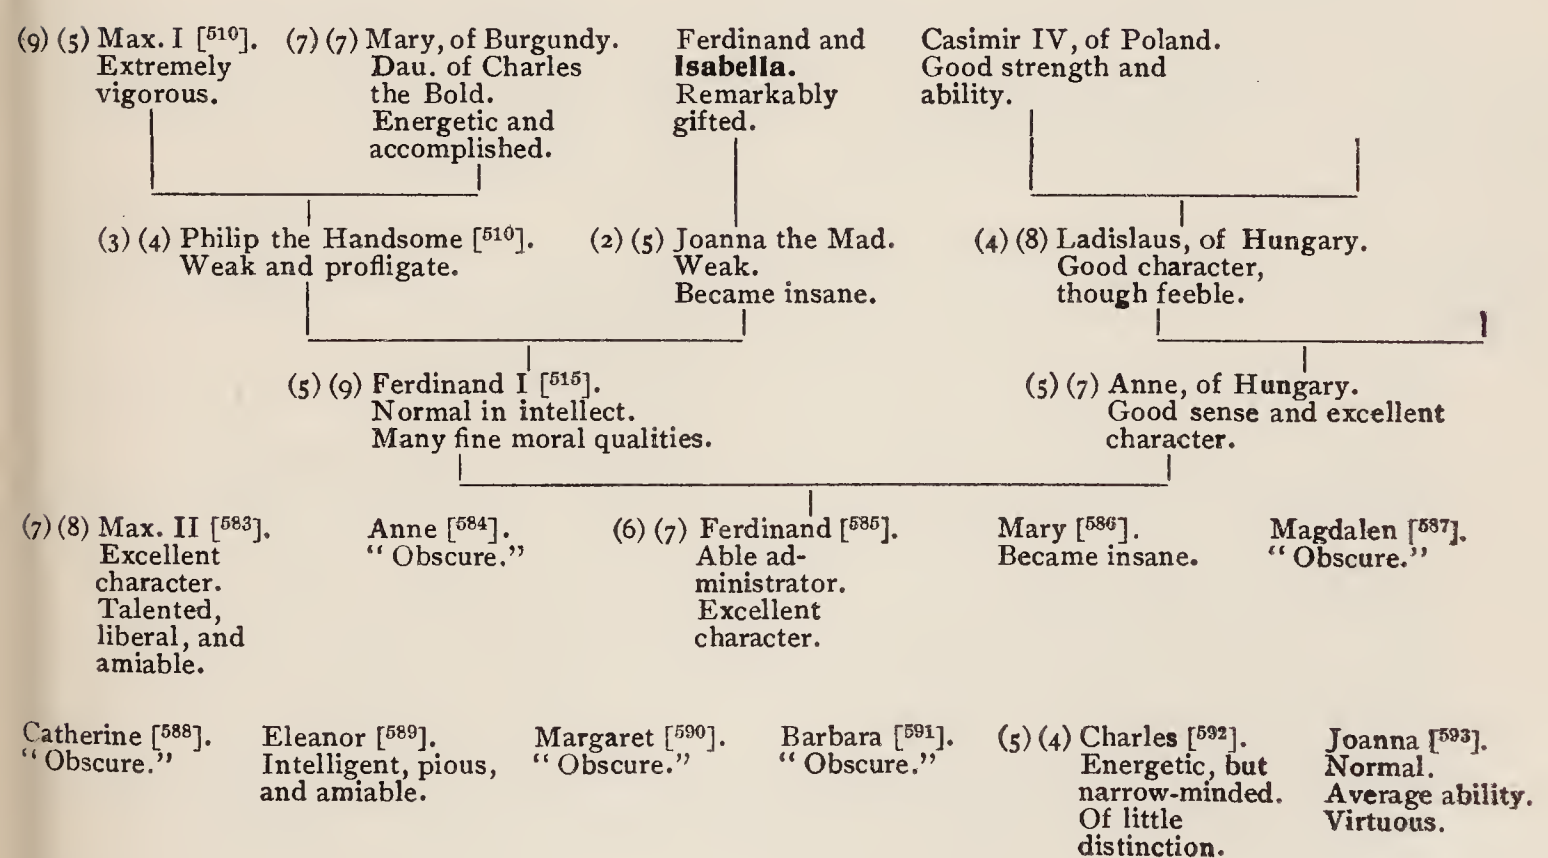 (9) (5) Max. I [510].
Extremely
vigorous.
(7) (7) Mary, of Burgundy.
Dau. of Charles
the Bold.
Energetic and
accomplished.
Ferdinand and
Isabella.
Remarkably
gifted.
Casimir IV, of Poland.
Good strength and
ability.
(3) (4) Philip the Handsome [510].
Weak and profligate.
(2) (5) Joanna the Mad.
Weak.
Became insane.
(4) (8) Ladislaus, of Hungary.
Good character,
though feeble.
(5) (9) Ferdinand I [515].
Normal in intellect.
Many fine moral qualities.
(5) (7) Anne, of Hungary.
Good sense and excellent
character.
(7) (8) Max. II [583].
Excellent
character.
Talented,
liberal, and
amiable.
Anne [584].
“Obscure.”
(6) (7) Ferdinand [585].
Able ad-
ministrator.
Excellent
character.
Mary [586].
Became insane.
Magdalen [587].
“Obscure.”
Catherine [588].
“Obscure.”
Eleanor [589].
Intelligent, pious,
and amiable.
Margaret [590].
“Obscure.”
Barbara [591].
“Obscure.”
(5) (4) Charles [592].
Energetic, but
narrow-minded.
Of little
distinction.
Joanna [593].
Normal.
Average ability.
Virtuous.